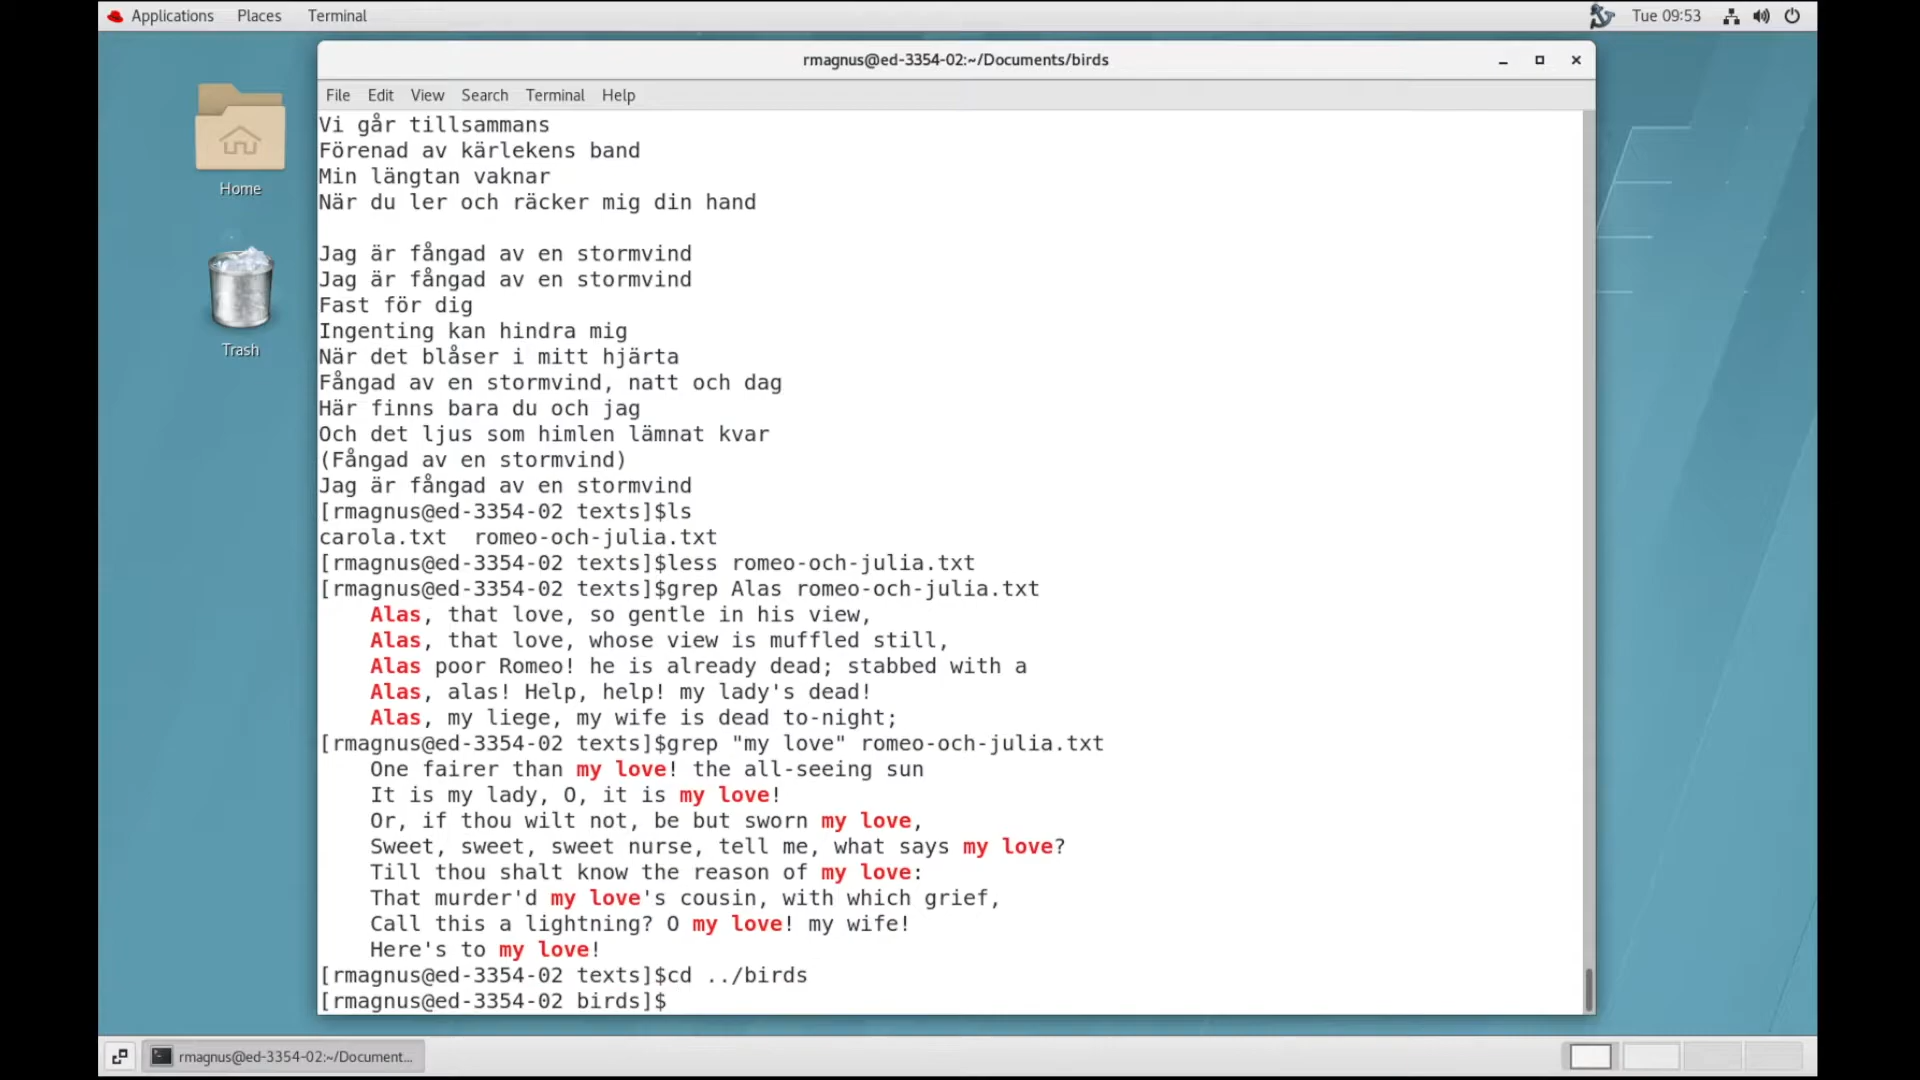 Applications Places Terminal Tue 09:53
rmagnus@ed-3354-02:~/Documents/birds
File Edit View Search Terminal Help
Home
Trash
Vi går tillsammans
Förenad av kärlekens band
Min längtan vaknar
När du ler och räcker mig din hand
Jag är fångad av en stormvind
Jag är fångad av en stormvind
Fast för dig
Ingenting kan hindra mig
När det blåser i mitt hjärta
Fångad av en stormvind, natt och dag
Här finns bara du och jag
Och det ljus som himlen lämnat kvar
(Fångad av en stormvind)
Jag är fångad av en stormvind
[rmagnus@ed-3354-02 texts]$ls
carola.txt  romeo-och-julia.txt
[rmagnus@ed-3354-02 texts]$less romeo-och-julia.txt
[rmagnus@ed-3354-02 texts]$grep Alas romeo-och-julia.txt
Alas, that love, so gentle in his view,
Alas, that love, whose view is muffled still,
Alas poor Romeo! he is already dead; stabbed with a
Alas, alas! Help, help! my lady's dead!
Alas, my liege, my wife is dead to-night;
[rmagnus@ed-3354-02 texts]$grep "my love" romeo-och-julia.txt
One fairer than my love! the all-seeing sun
It is my lady, O, it is my love!
Or, if thou wilt not, be but sworn my love,
Sweet, sweet, sweet nurse, tell me, what says my love?
Till thou shalt know the reason of my love:
That murder'd my love's cousin, with which grief,
Call this a lightning? O my love! my wife!
Here's to my love!
[rmagnus@ed-3354-02 texts]$cd ../birds
[rmagnus@ed-3354-02 birds]$
rmagnus@ed-3354-02:~/Document...